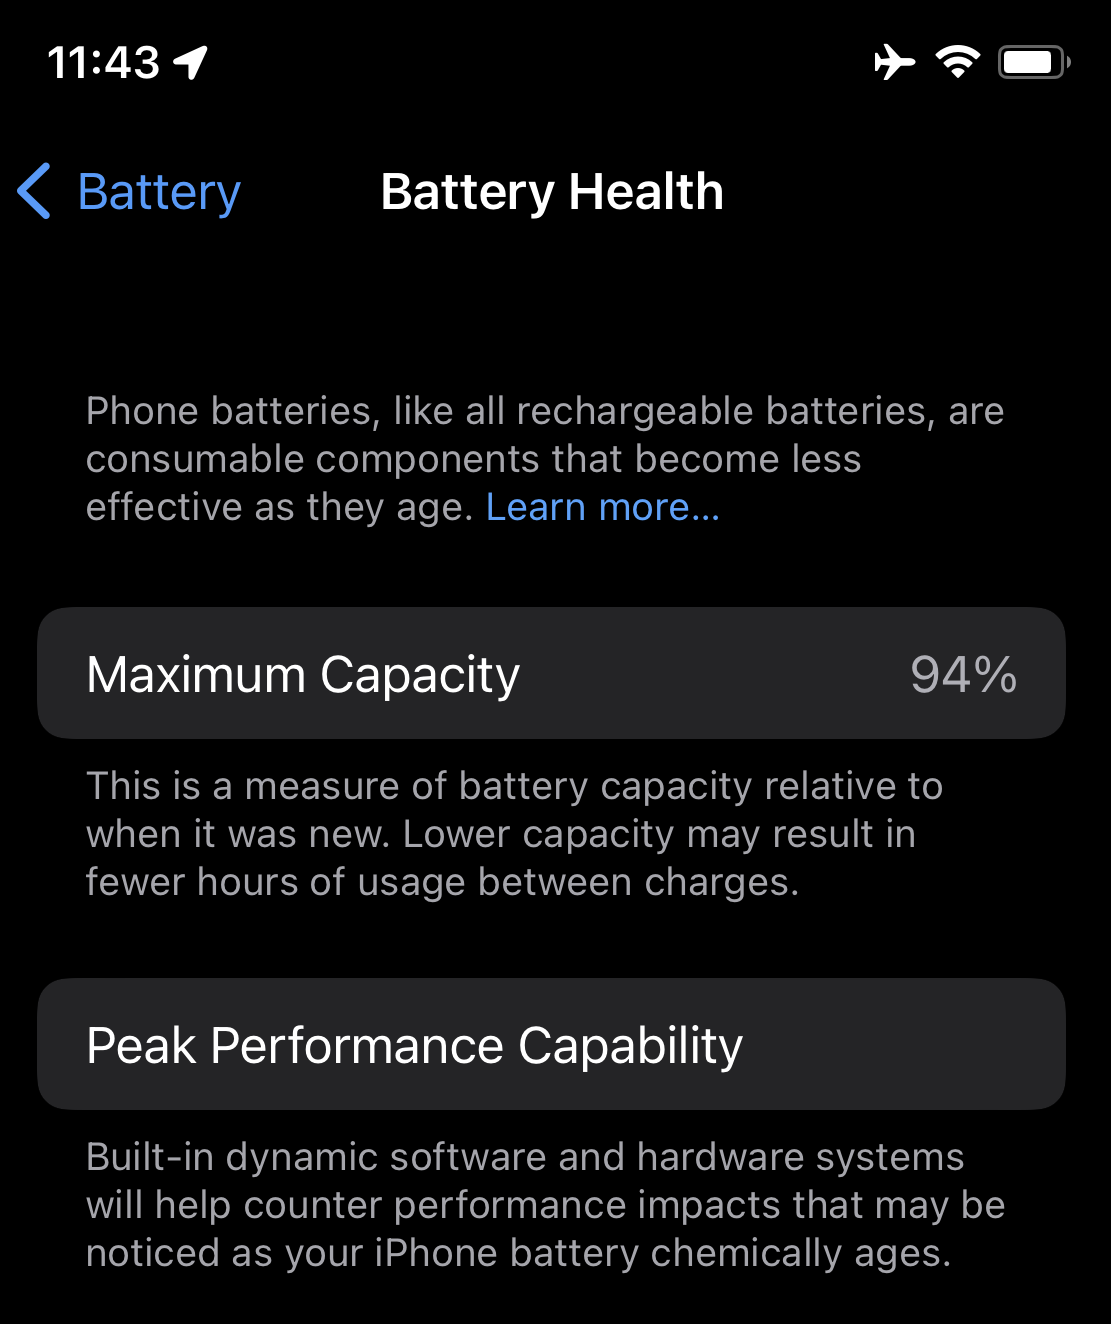 11:43
Battery
Battery Health
Phone batteries, like all rechargeable batteries, are
consumable components that become less
effective as they age. Learn more...
Maximum Capacity 94%
This is a measure of battery capacity relative to
when it was new. Lower capacity may result in
fewer hours of usage between charges.
Peak Performance Capability
Built-in dynamic software and hardware systems
will help counter performance impacts that may be
noticed as your iPhone battery chemically ages.